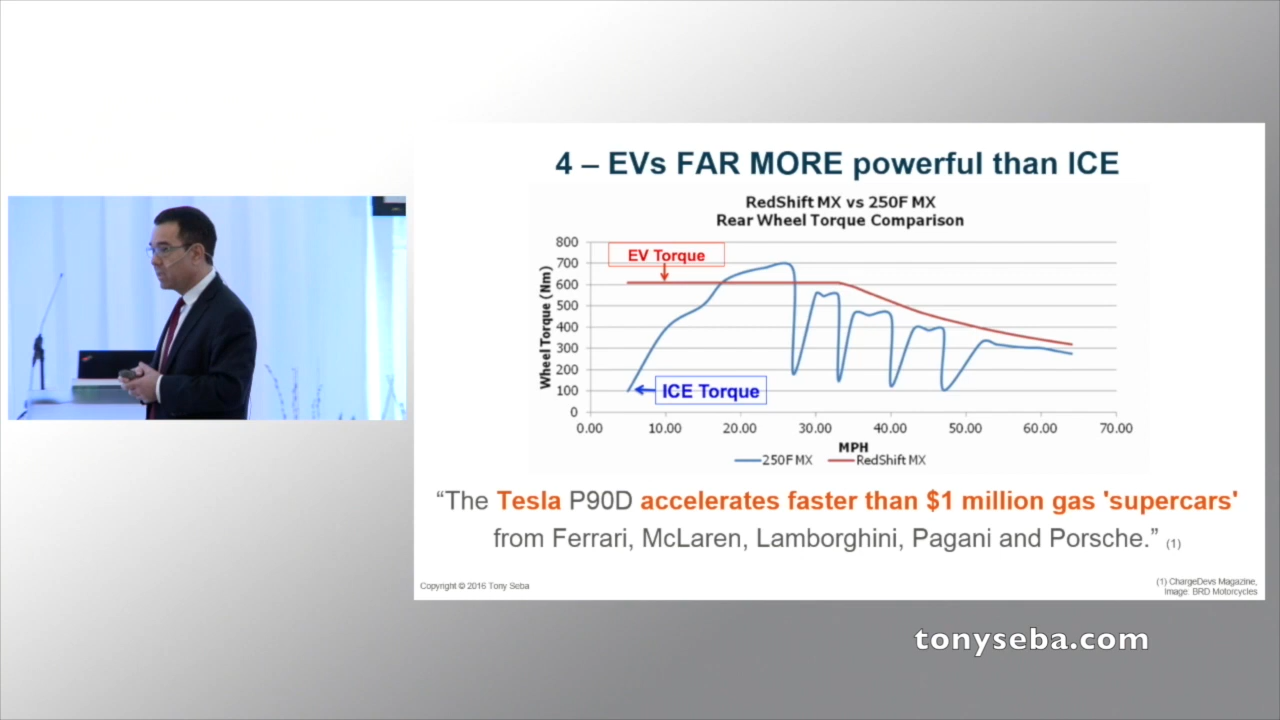 4 – EVs FAR MORE powerful than ICE
RedShift MX vs 250F MX
Rear Wheel Torque Comparison
800
700
600
500
400
300
200
100
0
Wheel Torque (Nm)
EV Torque
ICE Torque
0.00 10.00 20.00 30.00 40.00 50.00 60.00 70.00
MPH
250F MX RedShift MX
“The Tesla P90D accelerates faster than $1 million gas 'supercars'
from Ferrari, McLaren, Lamborghini, Pagani and Porsche.” (1)
Copyright © 2016 Tony Seba
(1) ChargeDevs Magazine,
Image: BRD Motorcycles
tonyseba.com